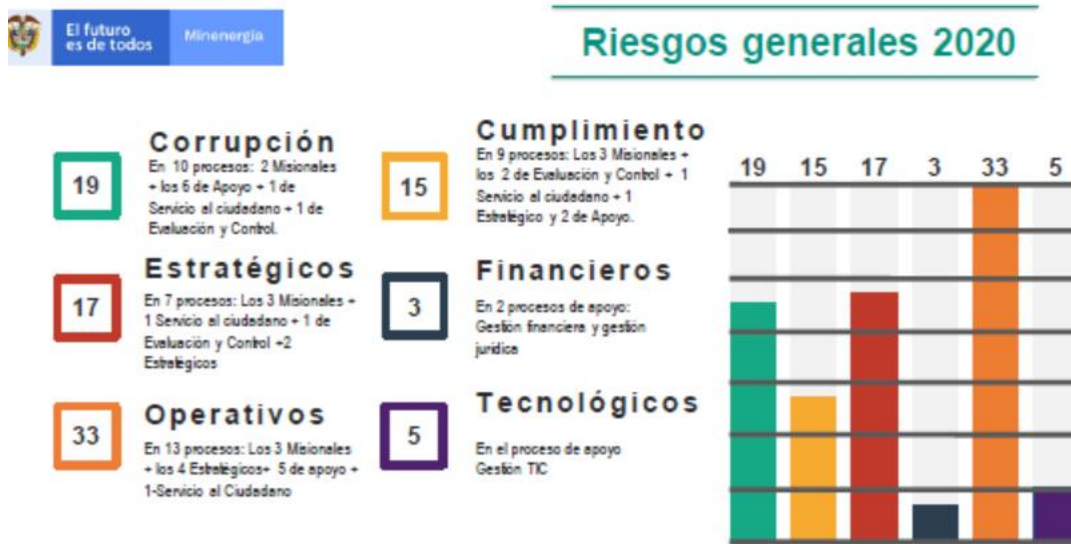 El futuro
es de todos
Minenergía
Riesgos generales 2020
19
Corrupción
En 10 procesos: 2 Misionales
+ los 6 de Apoyo + 1 de
Servicio al ciudadano + 1 de
Evaluación y Control.
15
Cumplimiento
En 9 procesos: Los 3 Misionales +
los 2 de Evaluación y Control + 1
Servicio al ciudadano + 1
Estratégico y 2 de Apoyo.
17
Estratégicos
En 7 procesos: Los 3 Misionales +
1 Servicio al ciudadano + 1 de
Evaluación y Control +2
Estratégicos
3
Financieros
En 2 procesos de apoyo:
Gestión financiera y gestión
jurídica
33
Operativos
En 13 procesos: Los 3 Misionales
+ los 4 Estratégicos+ 5 de apoyo +
1-Servicio al Ciudadano
5
Tecnológicos
En el proceso de apoyo
Gestión TIC
19 15 17 3 33 5